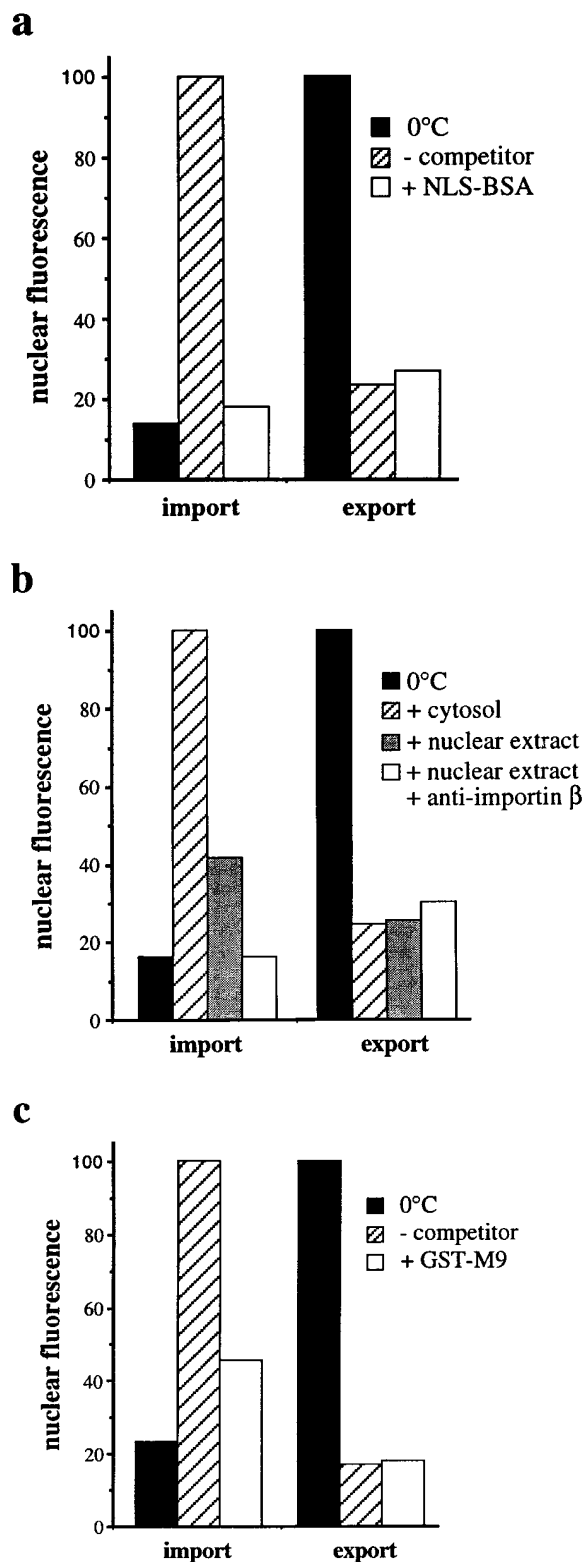 a
nuclear fluorescence
100
80
60
40
20
0
0°C
- competitor
+ NLS-BSA
import
export
b
nuclear fluorescence
100
80
60
40
20
0
0°C
+ cytosol
+ nuclear extract
+ nuclear extract
+ anti-importin β
import
export
c
nuclear fluorescence
100
80
60
40
20
0
0°C
- competitor
+ GST-M9
import
export